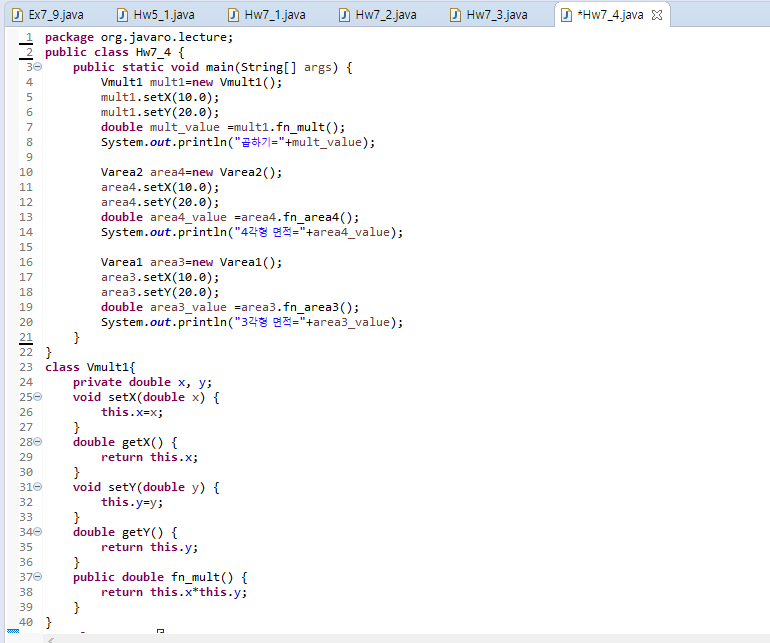 Ex7_9.java Hw5_1.java Hw7_1.java Hw7_2.java Hw7_3.java *Hw7_4.java
1 package org.javaro.lecture;
2 public class Hw7_4 {
3 public static void main(String[] args) {
4 Vmult1 mult1=new Vmult1();
5 mult1.setX(10.0);
6 mult1.setY(20.0);
7 double mult_value =mult1.fn_mult();
8 System.out.println("곱하기="+mult_value);
9
10 Varea2 area4=new Varea2();
11 area4.setX(10.0);
12 area4.setY(20.0);
13 double area4_value =area4.fn_area4();
14 System.out.println("4각형 면적="+area4_value);
15
16 Varea1 area3=new Varea1();
17 area3.setX(10.0);
18 area3.setY(20.0);
19 double area3_value =area3.fn_area3();
20 System.out.println("3각형 면적="+area3_value);
21 }
22 }
23 class Vmult1{
24 private double x, y;
25 void setX(double x) {
26 this.x=x;
27 }
28 double getX() {
29 return this.x;
30 }
31 void setY(double y) {
32 this.y=y;
33 }
34 double getY() {
35 return this.y;
36 }
37 public double fn_mult() {
38 return this.x*this.y;
39 }
40 }